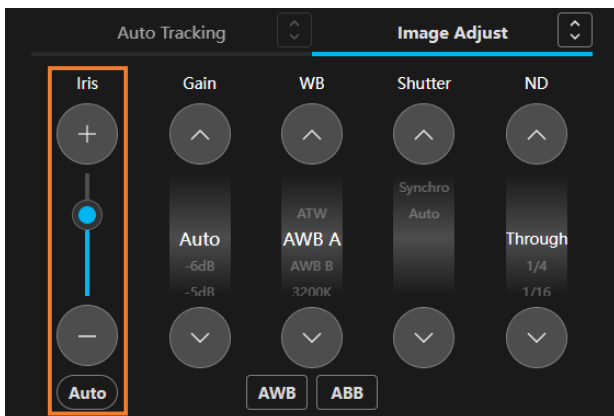 Auto Tracking
Image Adjust
Iris
Gain
WB
Shutter
ND
Synchro
ATW
Auto
Auto
AWB A
Through
-6dB
AWB B
1/4
-5dB
3200K
1/16
Auto
AWB
ABB